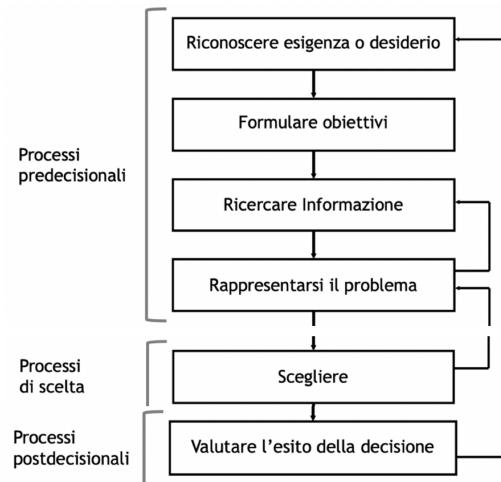 Riconoscere esigenza o desiderio
Formulare obiettivi
Processi
predecisionali
Ricercare Informazione
Rappresentarsi il problema
Processi
di scelta
Scegliere
Processi
postdecisionali
Valutare l'esito della decisione